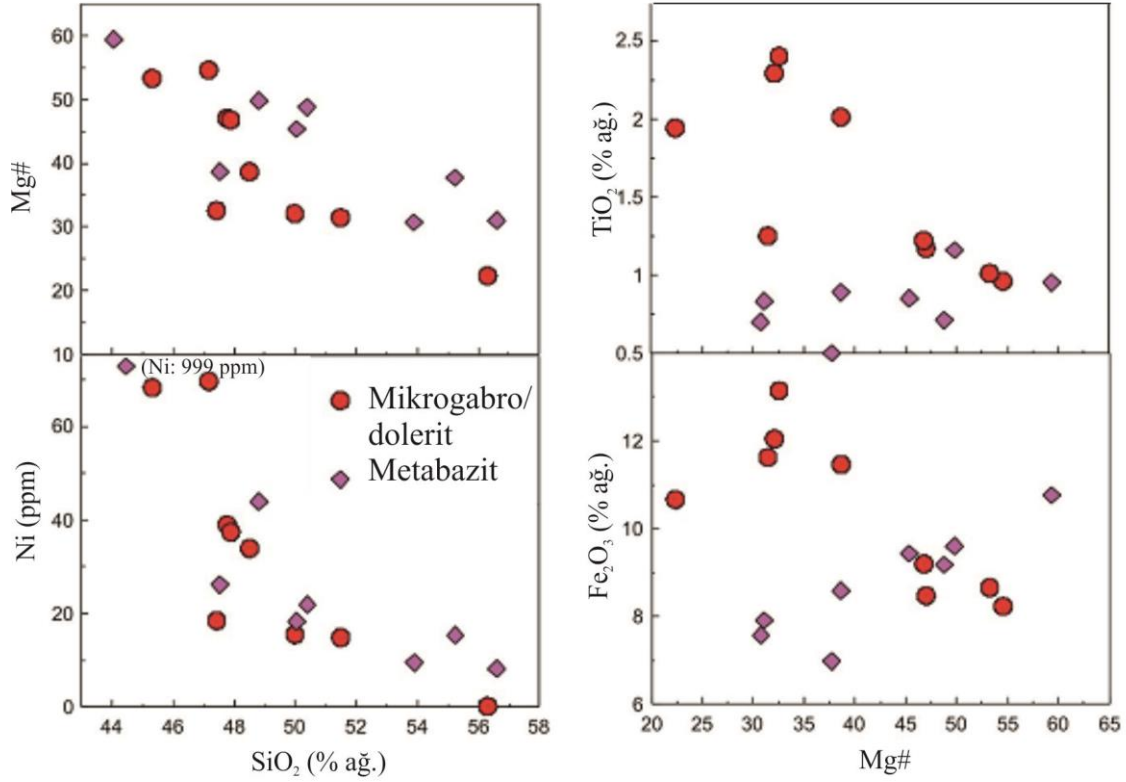 60
50
40
30
20
10
Mg#
2.5
2
1.5
1
0.5
TiO₂ (% ağ.)
(Ni: 999 ppm)
Mikrogabro/
dolerit
Metabazit
60
40
20
0
Ni (ppm)
44 46 48 50 52 54 56 58
SiO₂ (% ağ.)
12
10
8
6
Fe₂O₃ (% ağ.)
20 25 30 35 40 45 50 55 60 65
Mg#